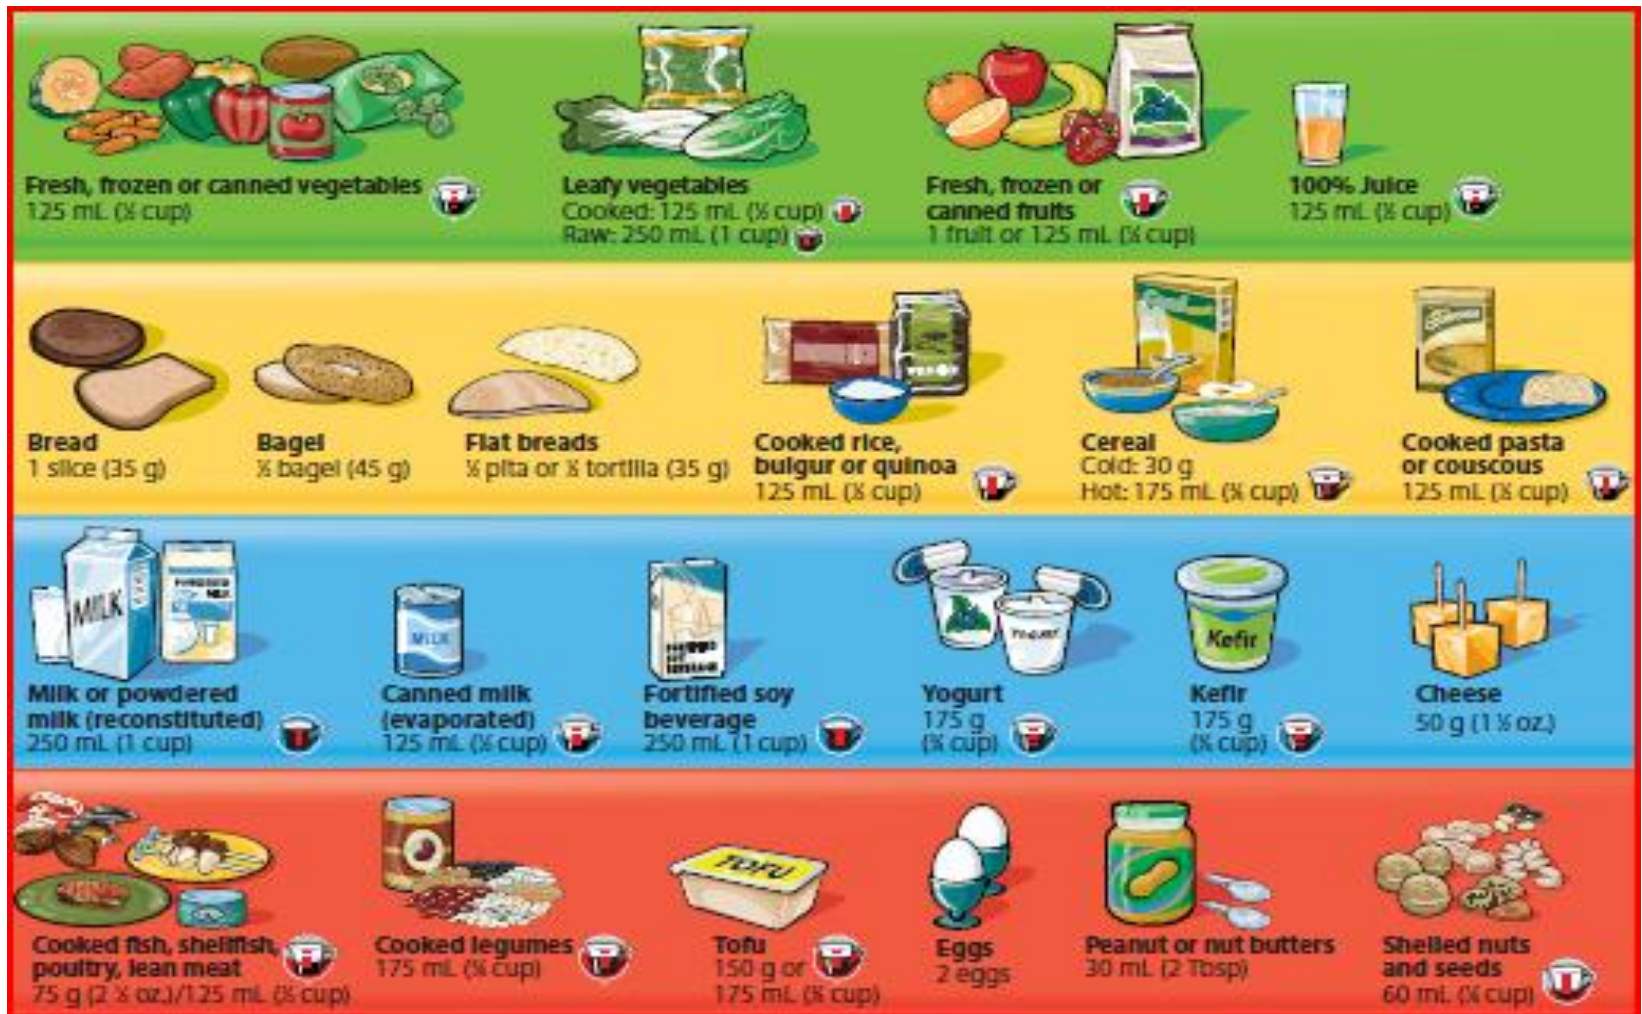 Fresh, frozen or canned vegetables
125 mL (½ cup)
Leafy vegetables
Cooked: 125 mL (½ cup)
Raw: 250 mL (1 cup)
Fresh, frozen or
canned fruits
1 fruit or 125 mL (½ cup)
100% Juice
125 mL (½ cup)
Bread
1 slice (35 g)
Bagel
½ bagel (45 g)
Flat breads
½ pita or ½ tortilla (35 g)
Cooked rice,
bulgur or quinoa
125 mL (½ cup)
Cereal
Cold: 30 g
Hot: 175 mL (¾ cup)
Cooked pasta
or couscous
125 mL (½ cup)
MILK
POWDERED
MILK
Milk or powdered
milk (reconstituted)
250 mL (1 cup)
MILK
Canned milk
(evaporated)
125 mL (½ cup)
FORTIFIED
SOY
BEVERAGE
Fortified soy
beverage
250 mL (1 cup)
YOGURT
Yogurt
175 g
(¾ cup)
Kefir
Kefir
175 g
(¾ cup)
Cheese
50 g (1 ½ oz.)
Cooked fish, shellfish,
poultry, lean meat
75 g (2 ½ oz.)/125 mL (½ cup)
Cooked legumes
175 mL (¾ cup)
TOFU
Tofu
150 g or
175 mL (¾ cup)
Eggs
2 eggs
Peanut or nut butters
30 mL (2 Tbsp)
Shelled nuts
and seeds
60 mL (¼ cup)